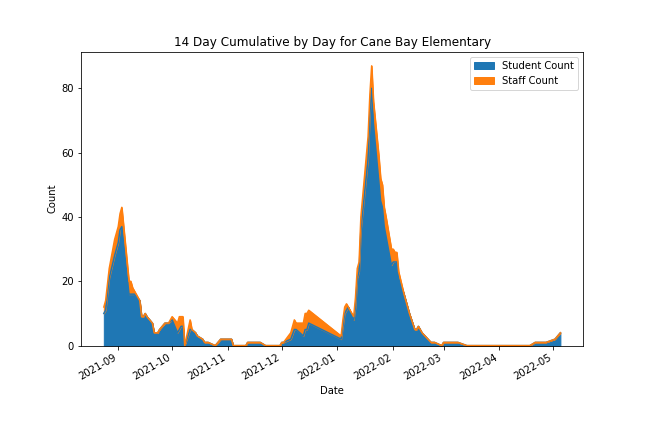 14 Day Cumulative by Day for Cane Bay Elementary
Student Count
Staff Count
80
60
40
20
0
Count
2021-09
2021-10
2021-11
2021-12
2022-01
2022-02
2022-03
2022-04
2022-05
Date